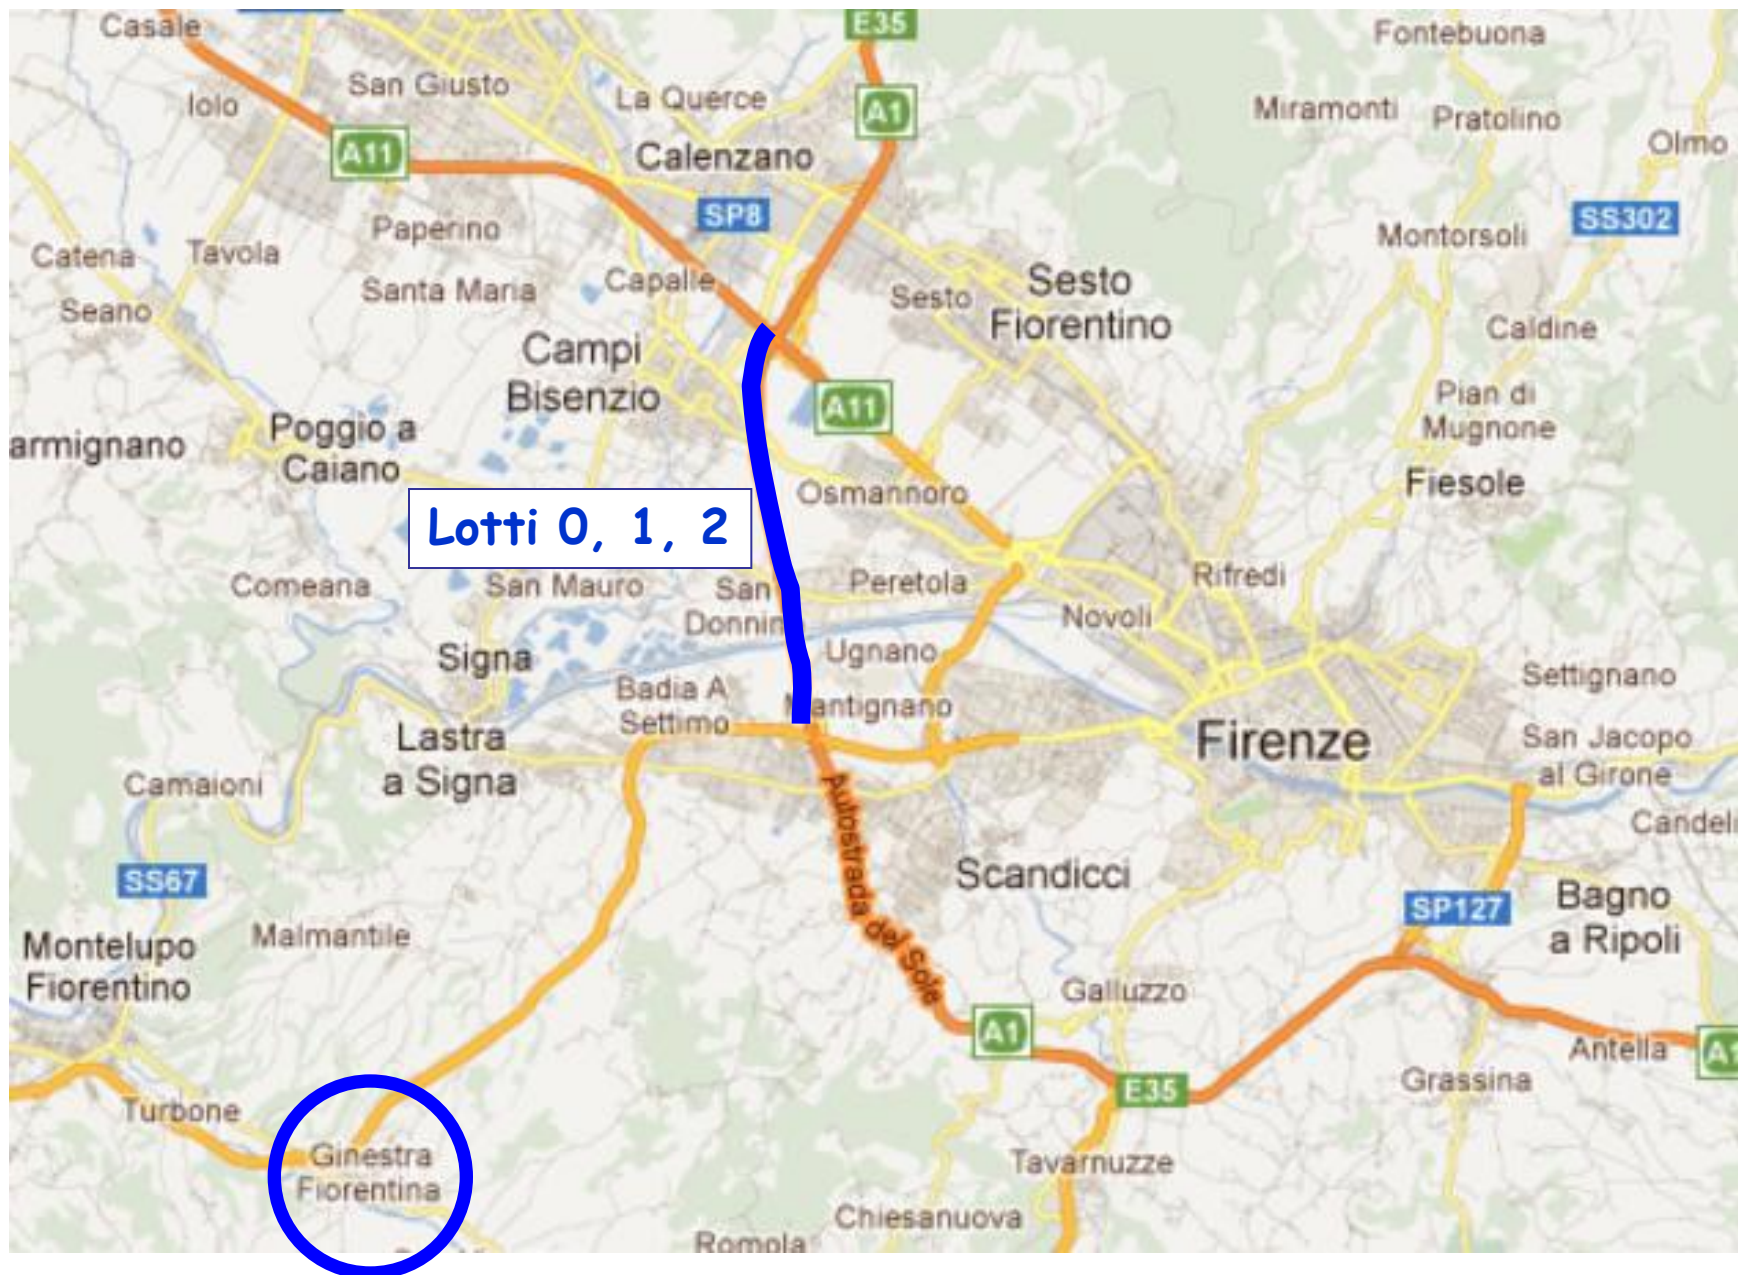 Casale
E35
Fontebuona
San Giusto
La Querce
Iolo
A1
Miramonti
Pratolino
Olmo
A11
Calenzano
SP8
SS302
Paperino
Montorsoli
Catena
Tavola
Capalle
Santa Maria
Sesto
Sesto
Fiorentino
Seano
Caldine
Campi
Bisenzio
A11
Pian di
Mugnone
armignano
Poggio a
Caiano
Fiesole
Osmannoro
Lotti 0, 1, 2
Comeana
San Mauro
San
Donnin
Peretola
Rifredi
Novoli
Signa
Ugnano
Settignano
Badia A
Settimo
Mantignano
Lastra
a Signa
Firenze
San Jacopo
al Girone
Camaioni
Autostrada del Sole
Candeli
SS67
Scandicci
SP127
Bagno
a Ripoli
Malmantile
Montelupo
Fiorentino
Galluzzo
A1
Antella
A1
Grassina
E35
Turbone
Ginestra
Fiorentina
Tavarnuzze
Chiesanuova
Rompla